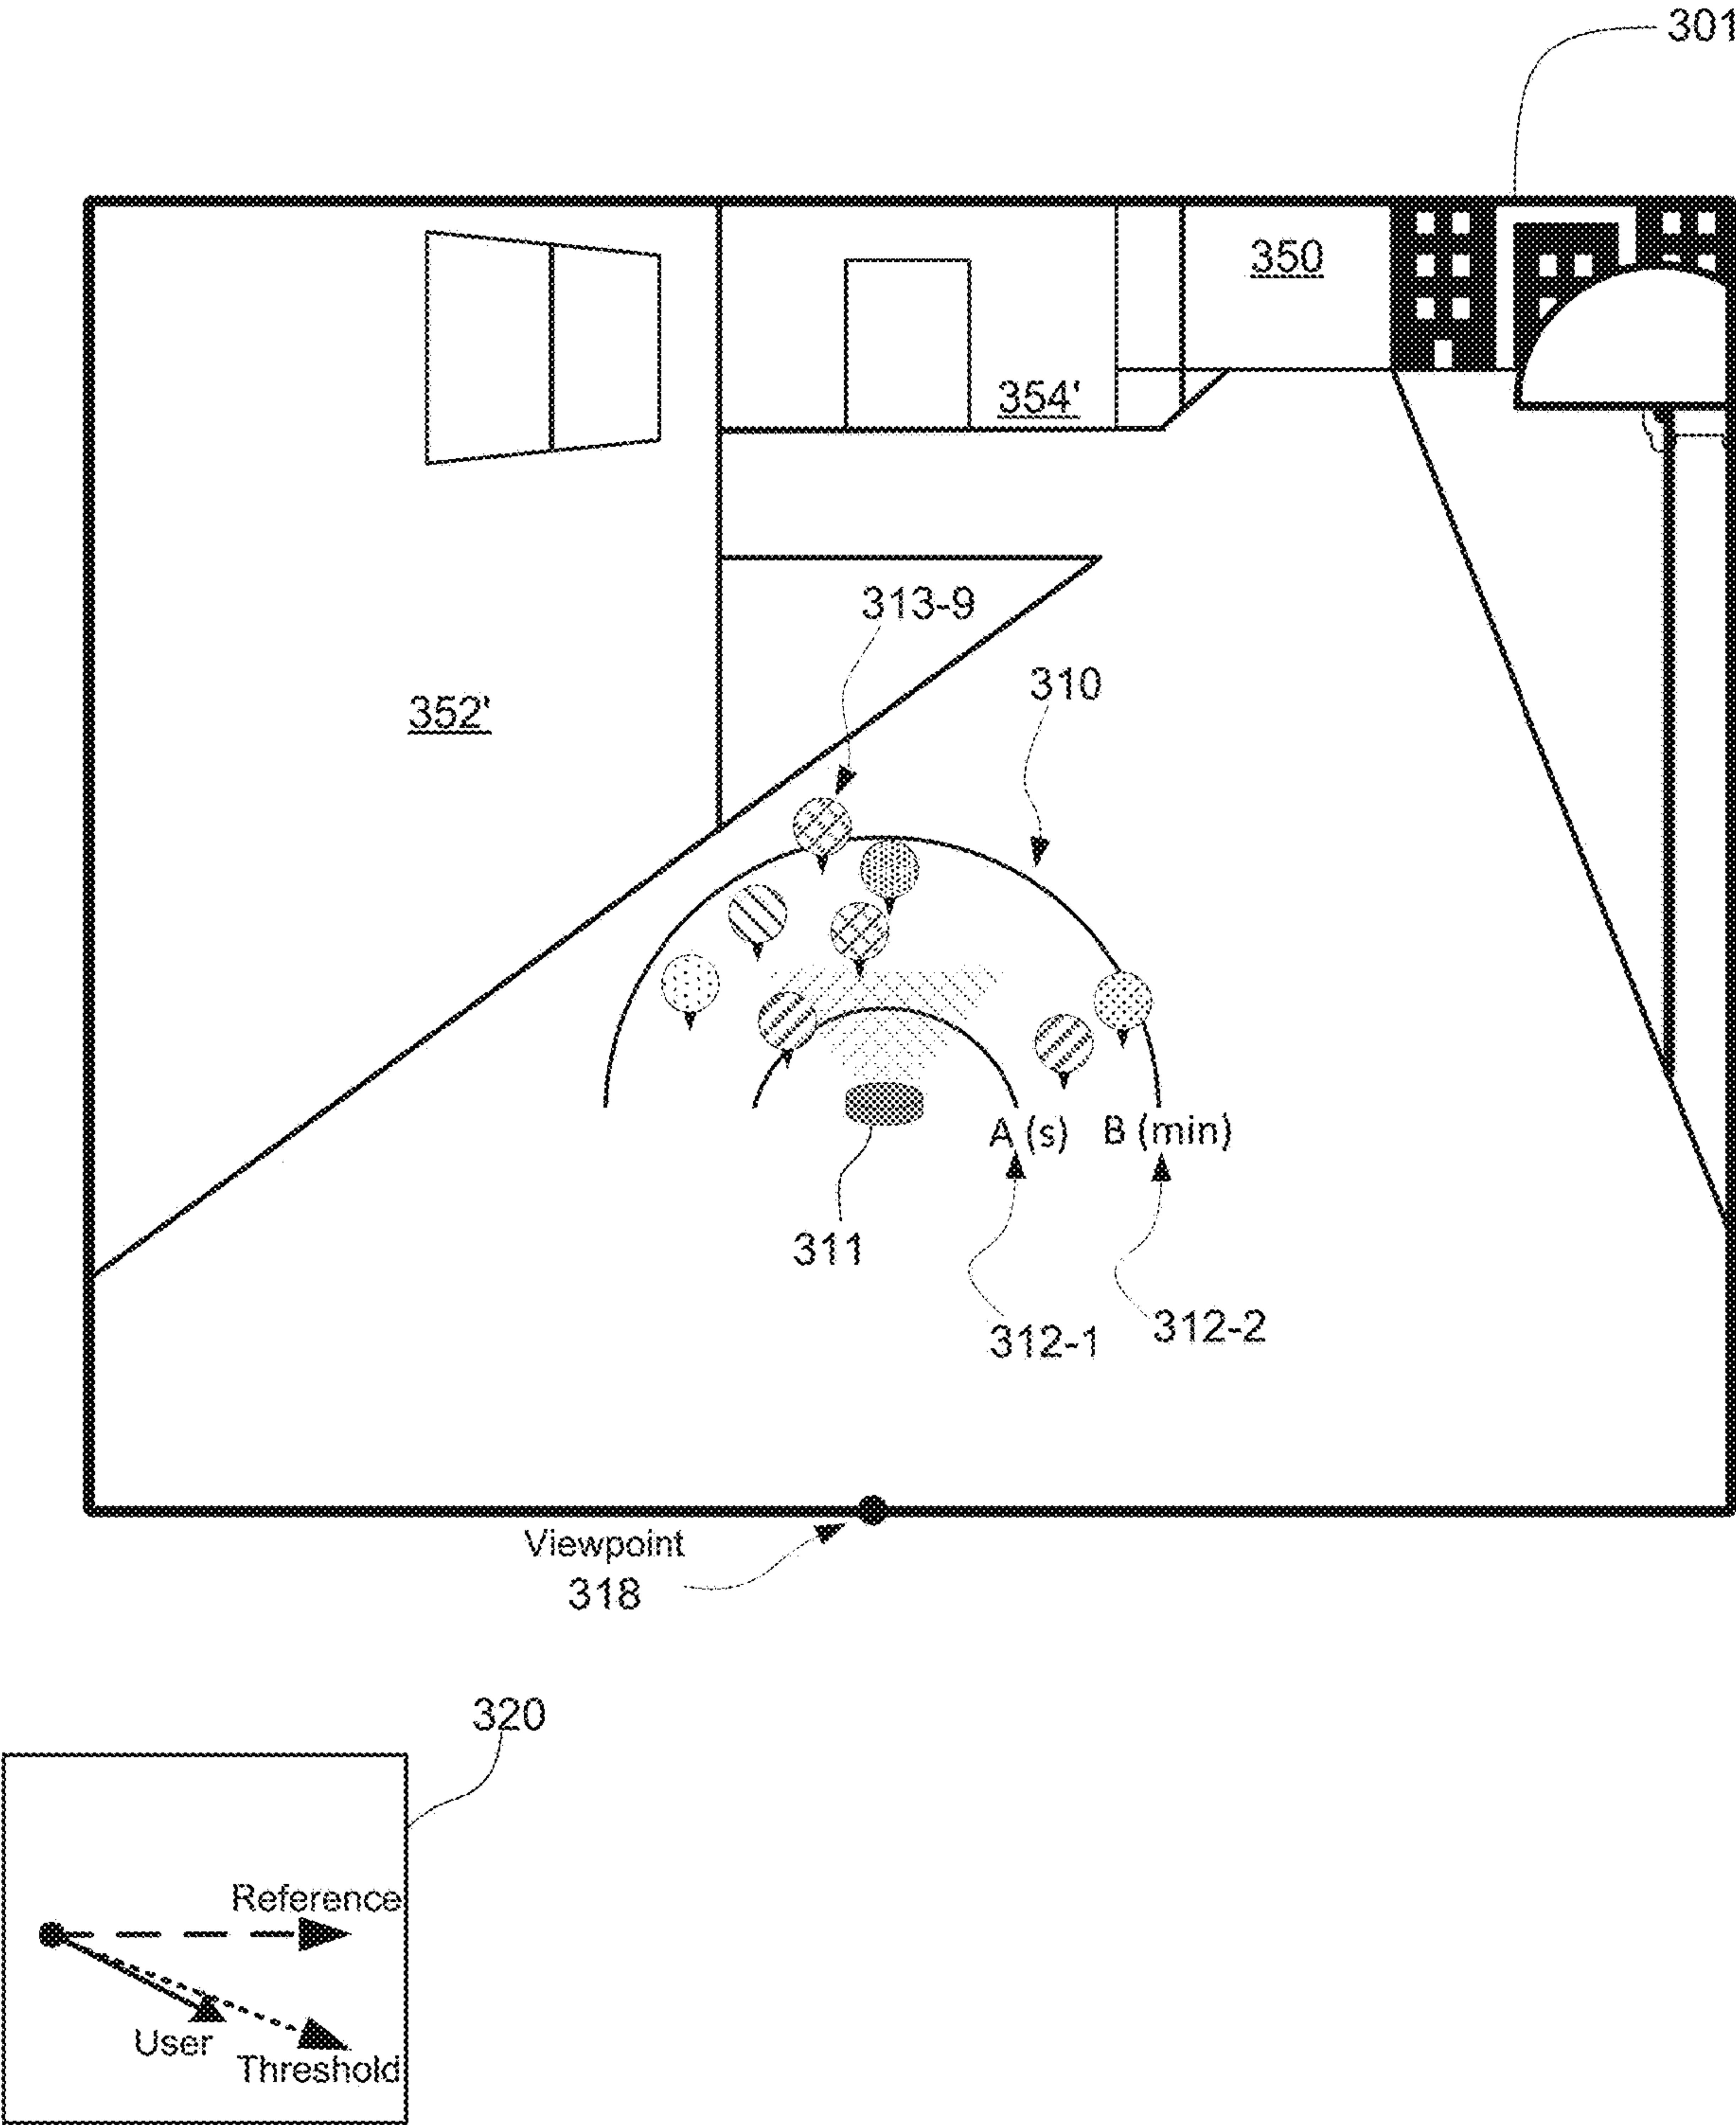 301
350
354'
313-9
310
352'
A (s) B (min)
311
312-1
312-2
Viewpoint
318
320
Reference
User
Threshold